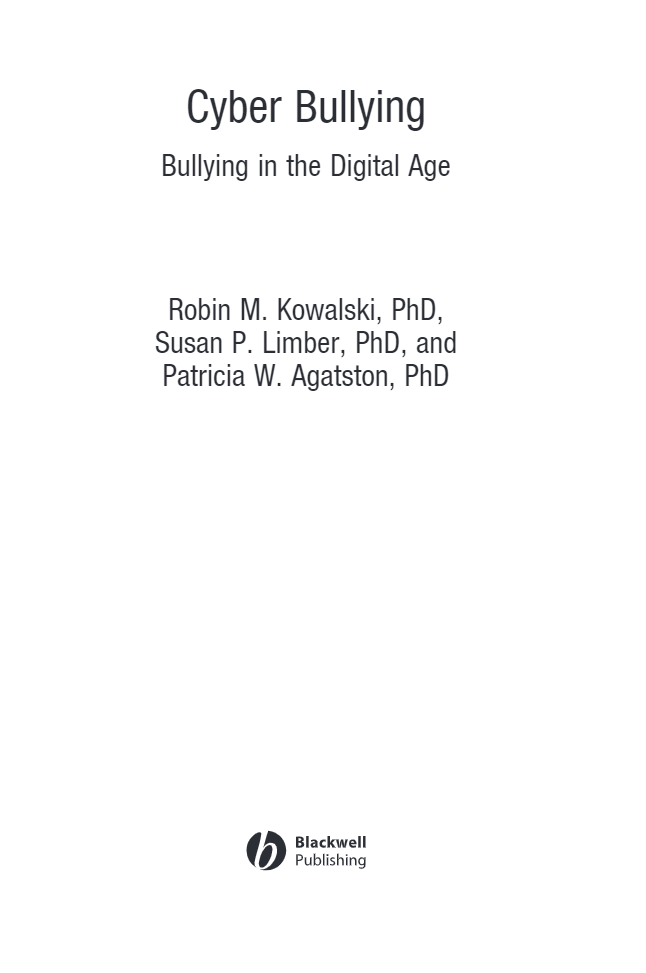 Cyber Bullying
Bullying in the Digital Age
Robin M. Kowalski, PhD,
Susan P. Limber, PhD, and
Patricia W. Agatston, PhD
b
Blackwell
Publishing